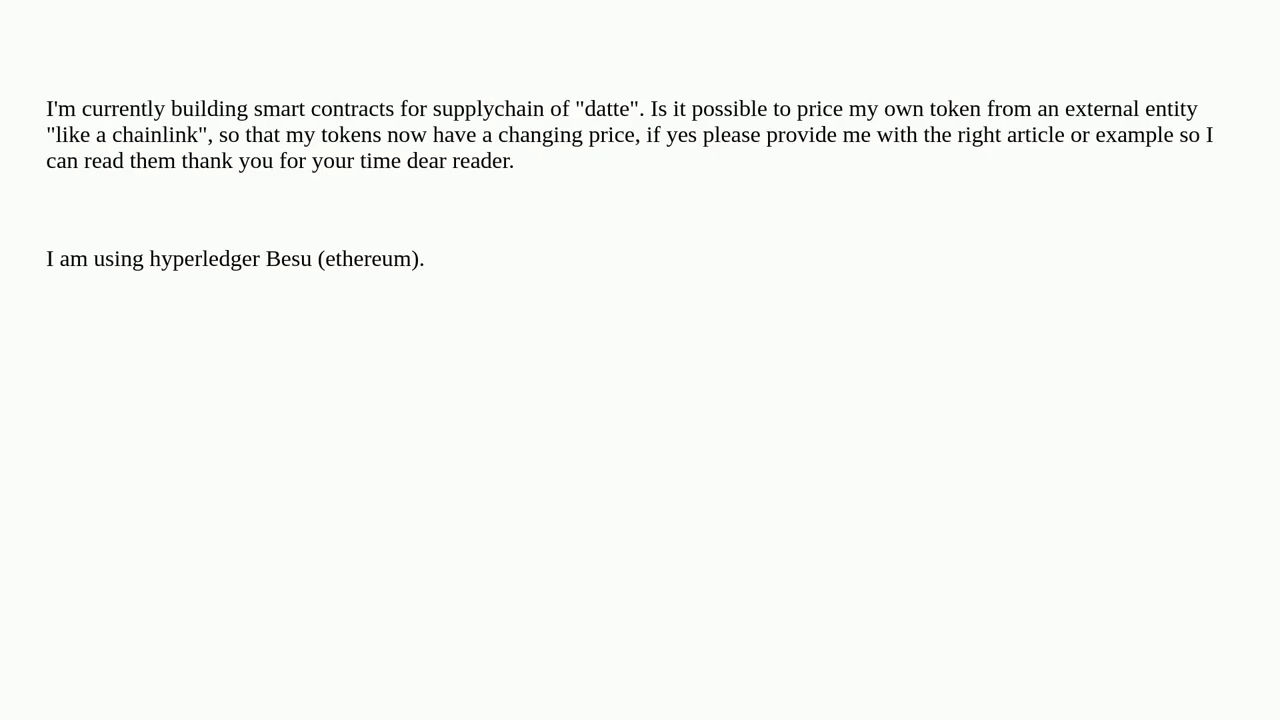 I'm currently building smart contracts for supplychain of "datte". Is it possible to price my own token from an external entity
"like a chainlink", so that my tokens now have a changing price, if yes please provide me with the right article or example so I
can read them thank you for your time dear reader.
I am using hyperledger Besu (ethereum).